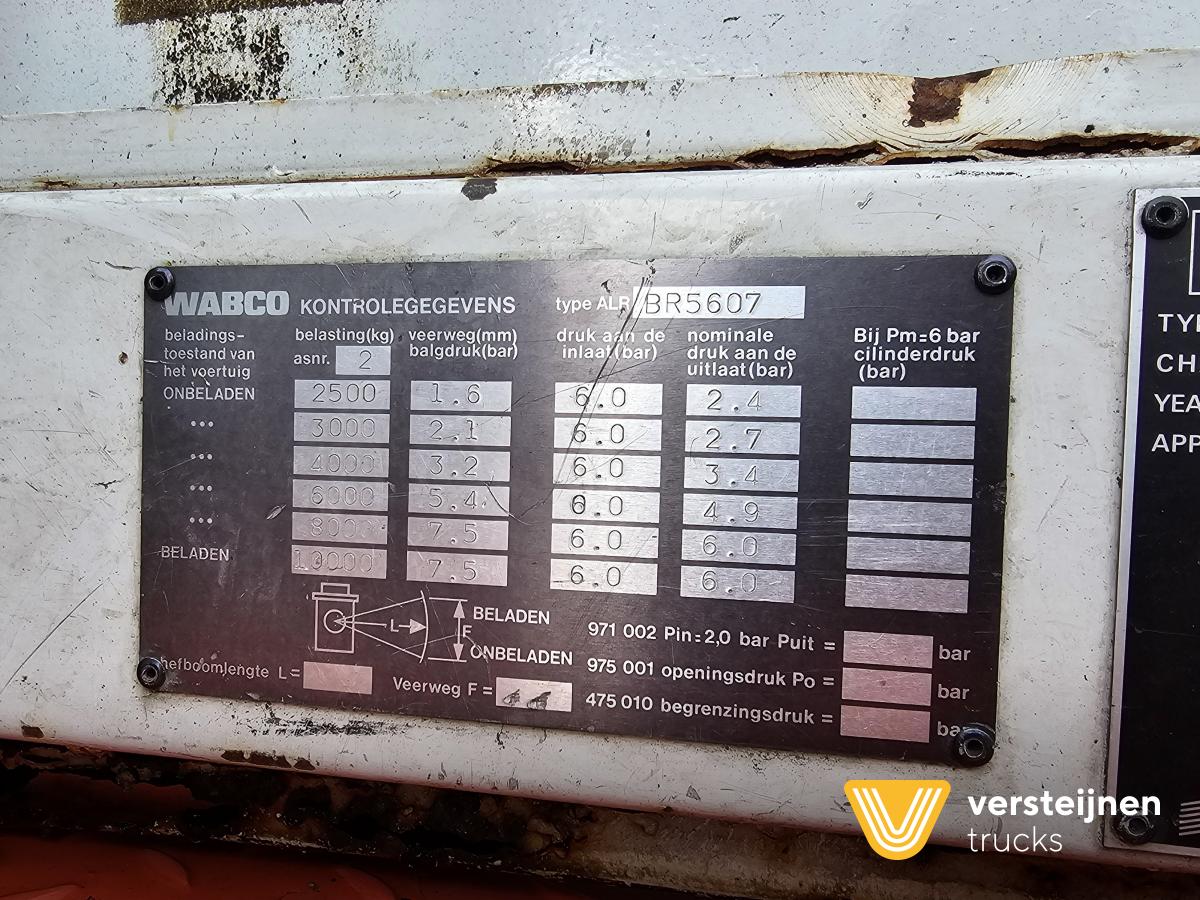 WABCO KONTROLEGEGEVENS type ALR BR5607
beladings- belasting(kg) veerweg(mm) druk aan de nominale Bij Pm=6 bar
toestand van asnr. 2 balgdruk(bar) inlaat(bar) druk aan de cilinderdruk
het voertuig uitlaat(bar) (bar)
ONBELADEN 2500 1.6 6.0 2.4
... 3000 2.1 6.0 2.7
... 4000 3.2 6.0 3.4
... 6000 5.4 6.0 4.9
... 8000 7.5 6.0 6.0
BELADEN 10000 7.5 6.0 6.0
L F BELADEN
ONBELADEN
hefboomlengte L=
Veerweg F=
971 002 Pin=2,0 bar Puit = bar
975 001 openingsdruk Po = bar
475 010 begrenzingsdruk = bar
TYP
CH
YEA
APP
versteijnen
trucks